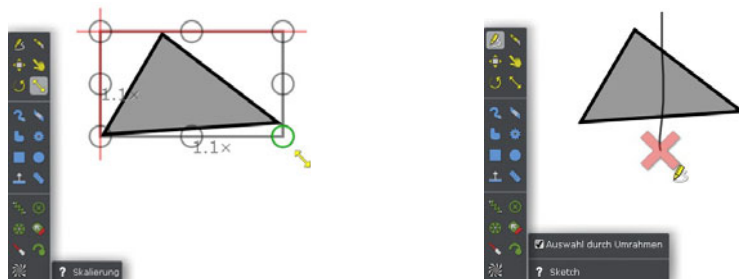 1.1×
1.1×
? Skalierung
Auswahl durch Umrahmen
? Sketch